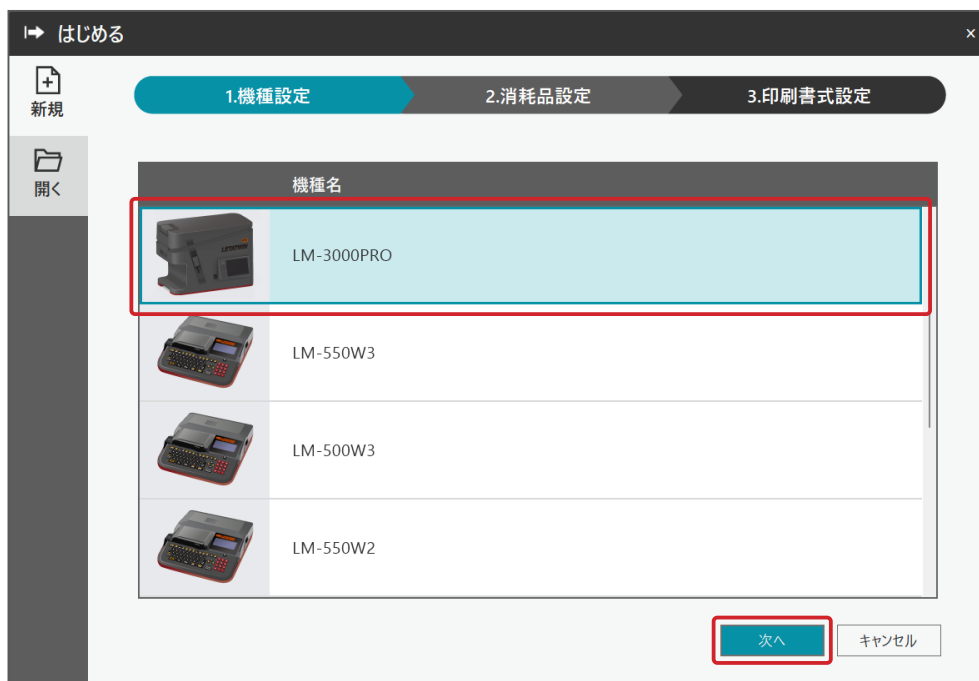 はじめる
新規
開く
1.機種設定
2.消耗品設定
3.印刷書式設定
機種名
LM-3000PRO
LM-550W3
LM-500W3
LM-550W2
次へ
キャンセル